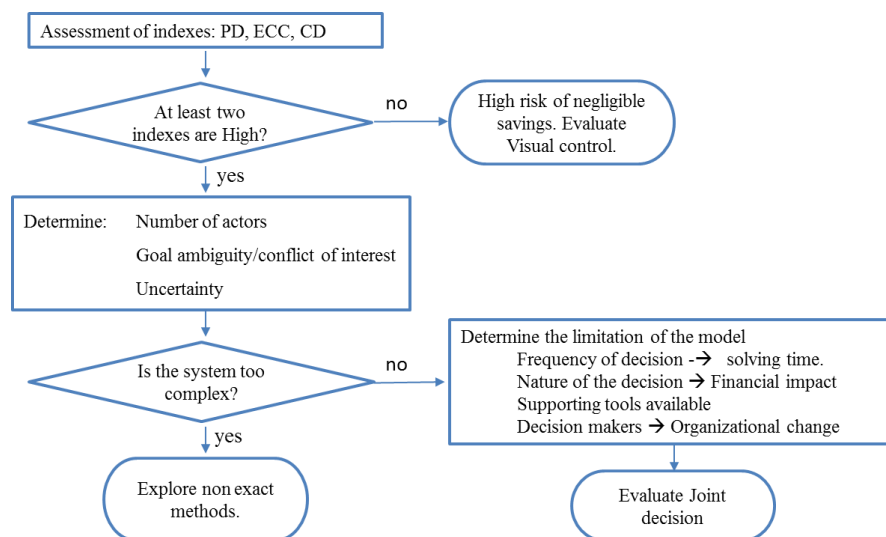 Assessment of indexes: PD, ECC, CD
At least two
indexes are High?
no
High risk of negligible
savings. Evaluate
Visual control.
yes
Determine: Number of actors
Goal ambiguity/conflict of interest
Uncertainty
Is the system too
complex?
no
Determine the limitation of the model
Frequency of decision -→ solving time.
Nature of the decision → Financial impact
Supporting tools available
Decision makers → Organizational change
yes
Explore non exact
methods.
Evaluate Joint
decision